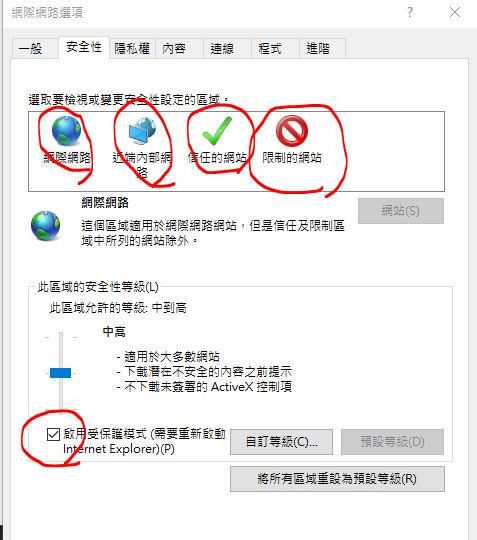 網際網路選項
一般 安全性 隱私權 內容 連線 程式 進階
選取要檢視或變更安全性設定的區域。
網際網路 近端內部網路 信任的網站 限制的網站
網際網路
網站(S)
這個區域適用於網際網路網站，但是信任及限制區
域中所列的網站除外。
此區域的安全性等級(L)
此區域允許的等級: 中到高
中高
- 適用於大多數網站
- 下載潛在不安全的內容之前提示
- 不下載未簽署的 ActiveX 控制項
啟用受保護模式 (需要重新啟動
Internet Explorer)(P)
自訂等級(C)... 預設等級(D)
將所有區域重設為預設等級(R)